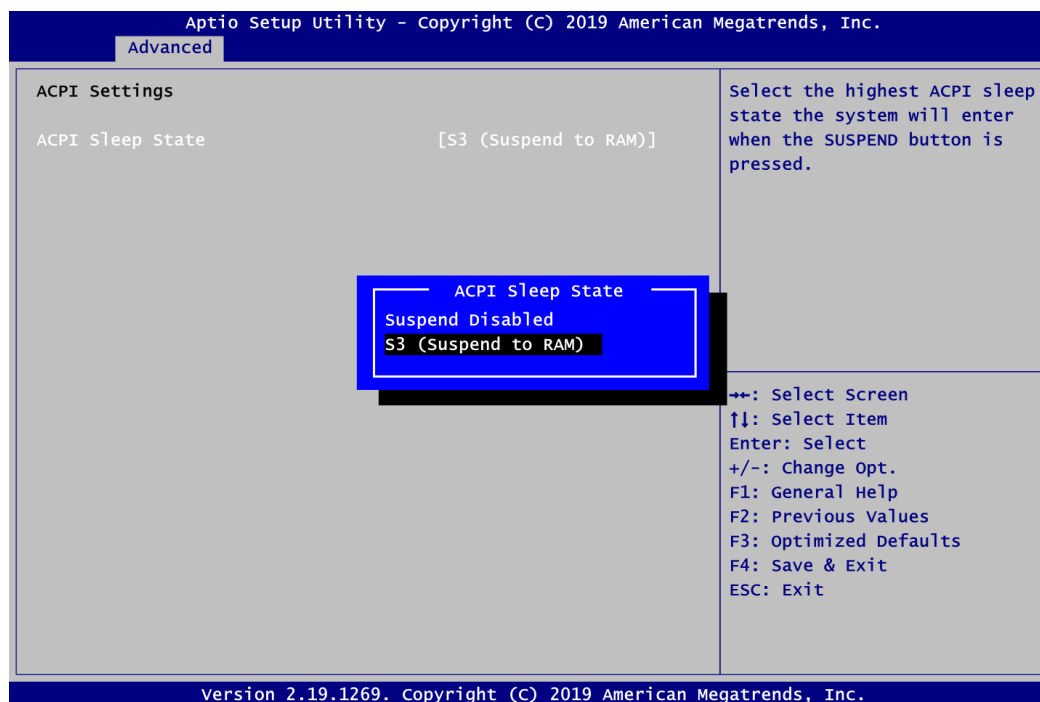 Aptio Setup Utility - Copyright (C) 2019 American Megatrends, Inc.
Advanced
ACPI Settings
ACPI Sleep State [S3 (Suspend to RAM)]
Select the highest ACPI sleep
state the system will enter
when the SUSPEND button is
pressed.
ACPI Sleep State
Suspend Disabled
S3 (Suspend to RAM)
→←: Select Screen
↑↓: Select Item
Enter: Select
+/-: Change Opt.
F1: General Help
F2: Previous Values
F3: Optimized Defaults
F4: Save & Exit
ESC: Exit
Version 2.19.1269. Copyright (C) 2019 American Megatrends, Inc.